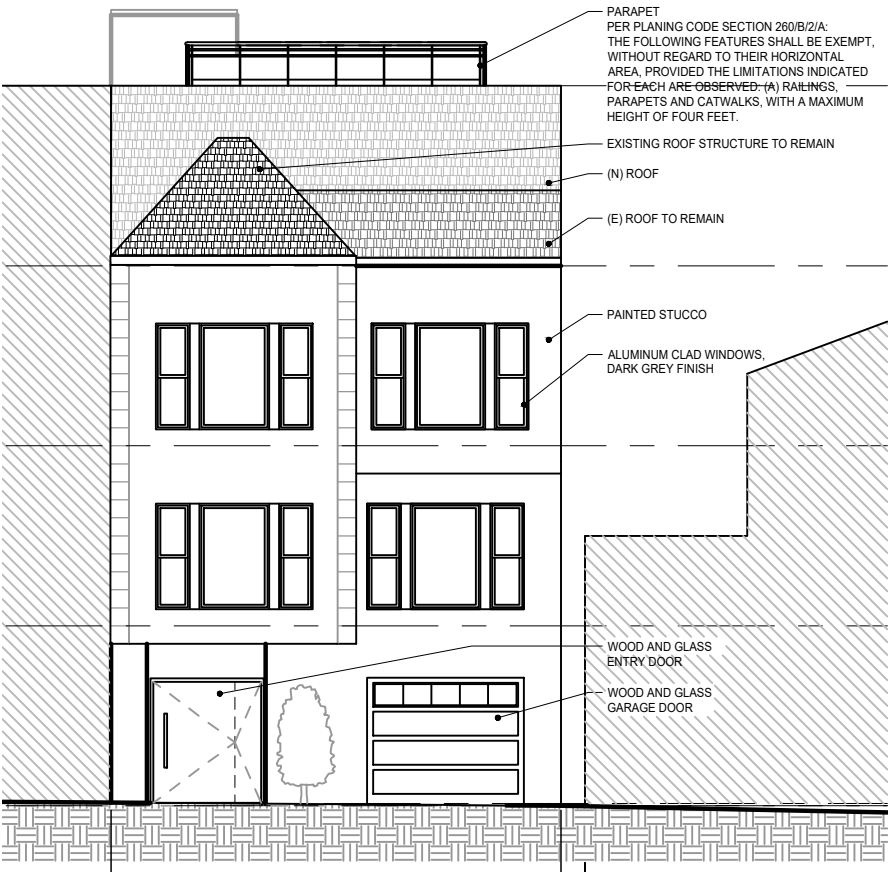 PARAPET
PER PLANING CODE SECTION 260/B/2/A:
THE FOLLOWING FEATURES SHALL BE EXEMPT,
WITHOUT REGARD TO THEIR HORIZONTAL
AREA, PROVIDED THE LIMITATIONS INDICATED
FOR EACH ARE OBSERVED: (A) RAILINGS,
PARAPETS AND CATWALKS, WITH A MAXIMUM
HEIGHT OF FOUR FEET.
EXISTING ROOF STRUCTURE TO REMAIN
(N) ROOF
(E) ROOF TO REMAIN
PAINTED STUCCO
ALUMINUM CLAD WINDOWS,
DARK GREY FINISH
WOOD AND GLASS
ENTRY DOOR
WOOD AND GLASS
GARAGE DOOR